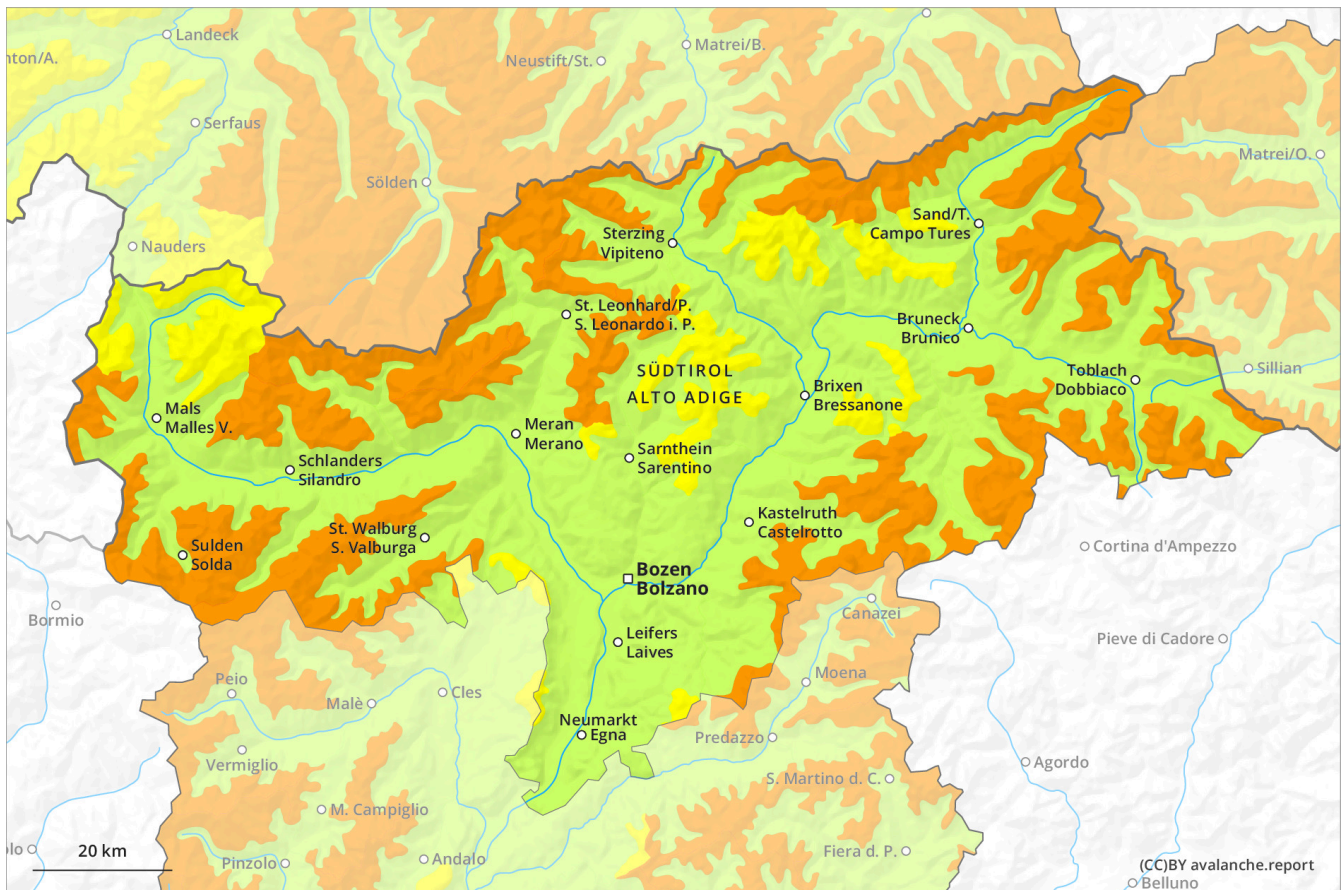 Landeck
nton/A.
Neustift/St.
Matrei/B.
Serfaus
Matrei/O.
Sölden
Nauders
Sand/T.
Campo Tures
Sterzing
Vipiteno
St. Leonhard/P.
S. Leonardo i. P.
Bruneck
Brunico
SÜDTIROL
ALTO ADIGE
Toblach
Dobbiaco
Sillian
Brixen
Bressanone
Mals
Malles V.
Meran
Merano
Sarnthein
Sarentino
Schlanders
Silandro
Kastelruth
Castelrotto
St. Walburg
S. Valburga
Sulden
Solda
Cortina d'Ampezzo
Bozen
Bolzano
Bormio
Canazei
Leifers
Laives
Pieve di Cadore
Peio
Malè
Cles
Moena
Neumarkt
Egna
Predazzo
Vermiglio
Agordo
S. Martino d. C.
M. Campiglio
olo
20 km
Pinzolo
Andalo
Fiera d. P.
(CC)BY avalanche.report
Belluno